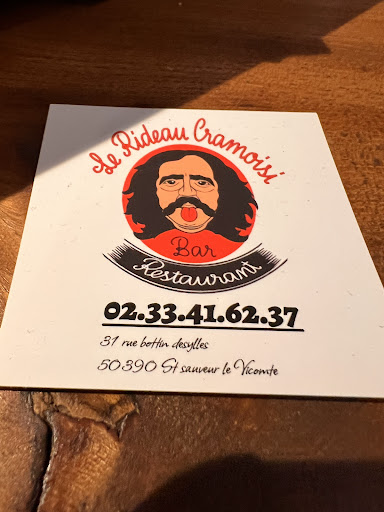 Le Rideau Cramoisi
Bar
Restaurant
02.33.41.62.37
31 rue bottin desylles
50390 St sauveur le Vicomte